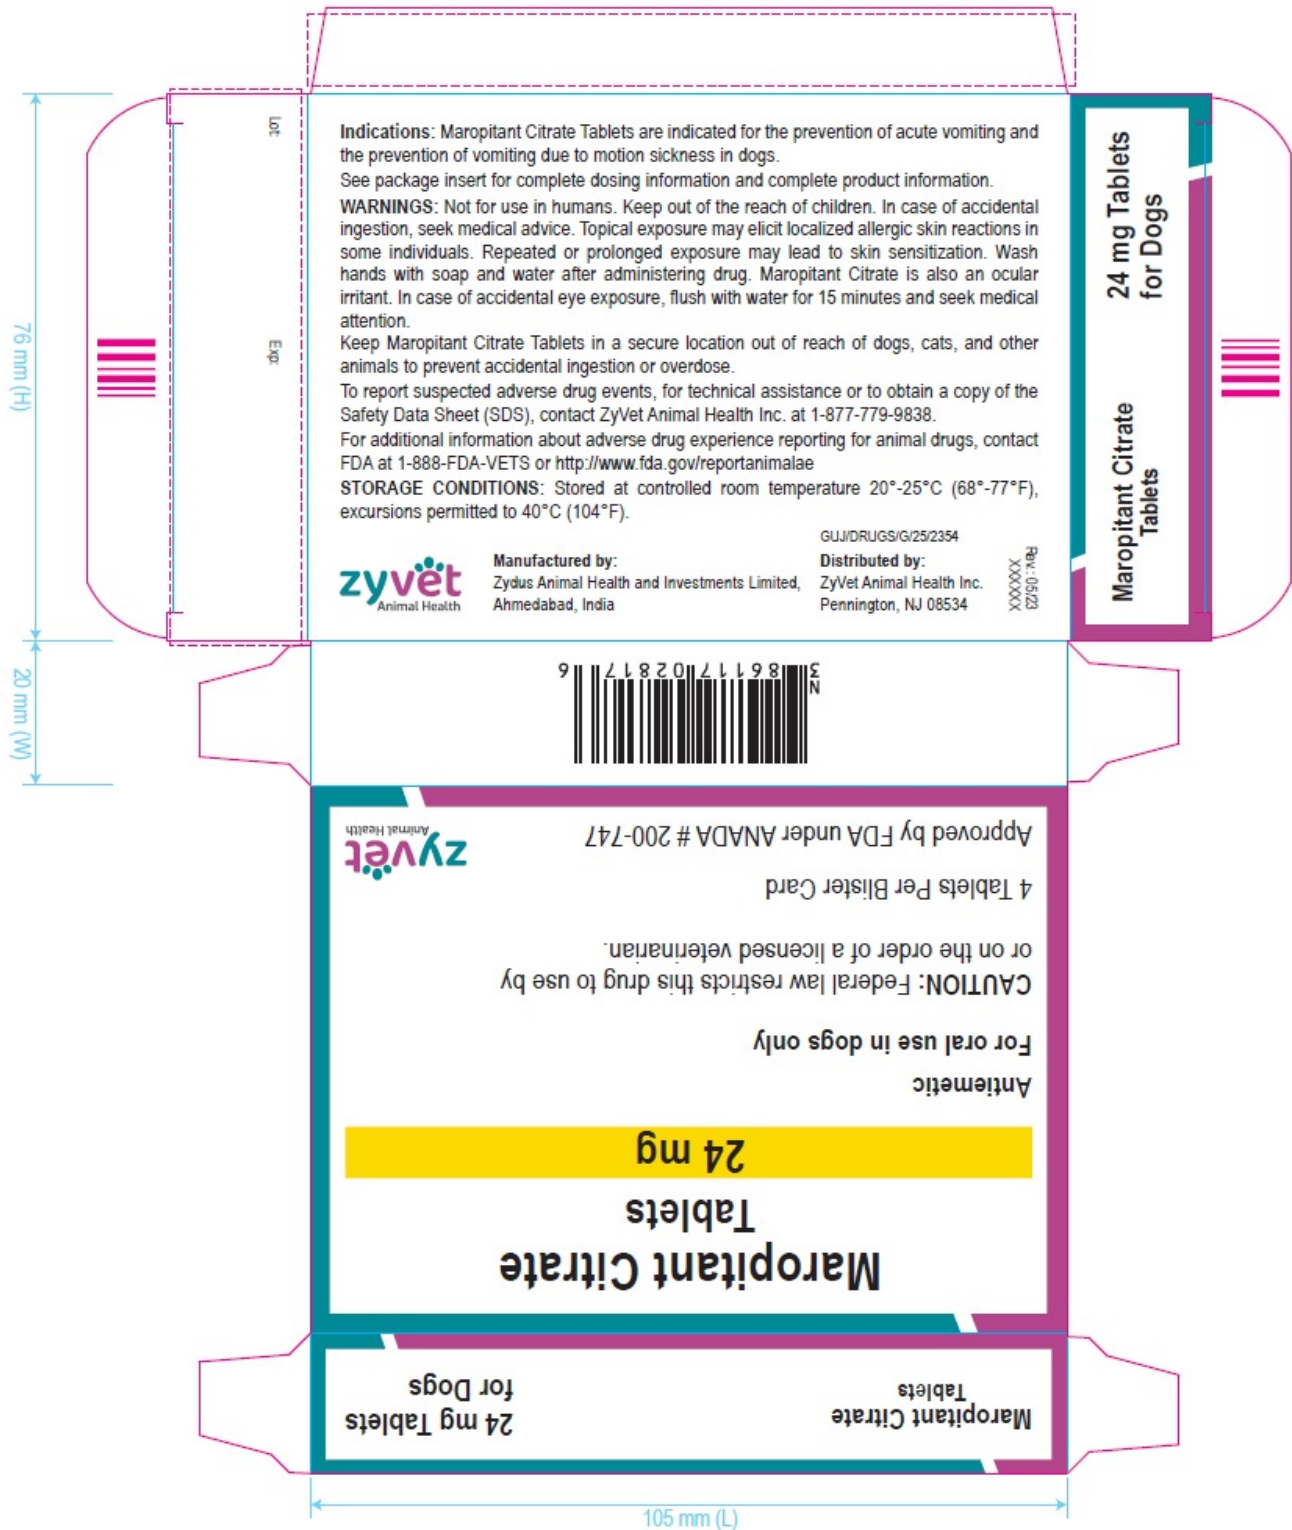 Lot:
Exp:
Indications: Maropitant Citrate Tablets are indicated for the prevention of acute vomiting and
the prevention of vomiting due to motion sickness in dogs.
See package insert for complete dosing information and complete product information.
WARNINGS: Not for use in humans. Keep out of the reach of children. In case of accidental
ingestion, seek medical advice. Topical exposure may elicit localized allergic skin reactions in
some individuals. Repeated or prolonged exposure may lead to skin sensitization. Wash
hands with soap and water after administering drug. Maropitant Citrate is also an ocular
irritant. In case of accidental eye exposure, flush with water for 15 minutes and seek medical
attention.
Keep Maropitant Citrate Tablets in a secure location out of reach of dogs, cats, and other
animals to prevent accidental ingestion or overdose.
To report suspected adverse drug events, for technical assistance or to obtain a copy of the
Safety Data Sheet (SDS), contact ZyVet Animal Health Inc. at 1-877-779-9838.
For additional information about adverse drug experience reporting for animal drugs, contact
FDA at 1-888-FDA-VETS or http://www.fda.gov/reportanimalae
STORAGE CONDITIONS: Stored at controlled room temperature 20°-25°C (68°-77°F),
excursions permitted to 40°C (104°F).
GUJ/DRUGS/G/25/2354
zyvet
Animal Health
Manufactured by:
Zydus Animal Health and Investments Limited,
Ahmedabad, India
Distributed by:
ZyVet Animal Health Inc.
Pennington, NJ 08534
Rev.: 05/23
XXXXXX
Maropitant Citrate
Tablets
24 mg Tablets
for Dogs
76 mm (H)
20 mm (W)
N
3 86117 02817 6
Maropitant Citrate
Tablets
24 mg
Antiemetic
For oral use in dogs only
CAUTION: Federal law restricts this drug to use by
or on the order of a licensed veterinarian.
4 Tablets Per Blister Card
Approved by FDA under ANADA # 200-747
zyvet
Animal Health
Maropitant Citrate
Tablets
24 mg Tablets
for Dogs
105 mm (L)